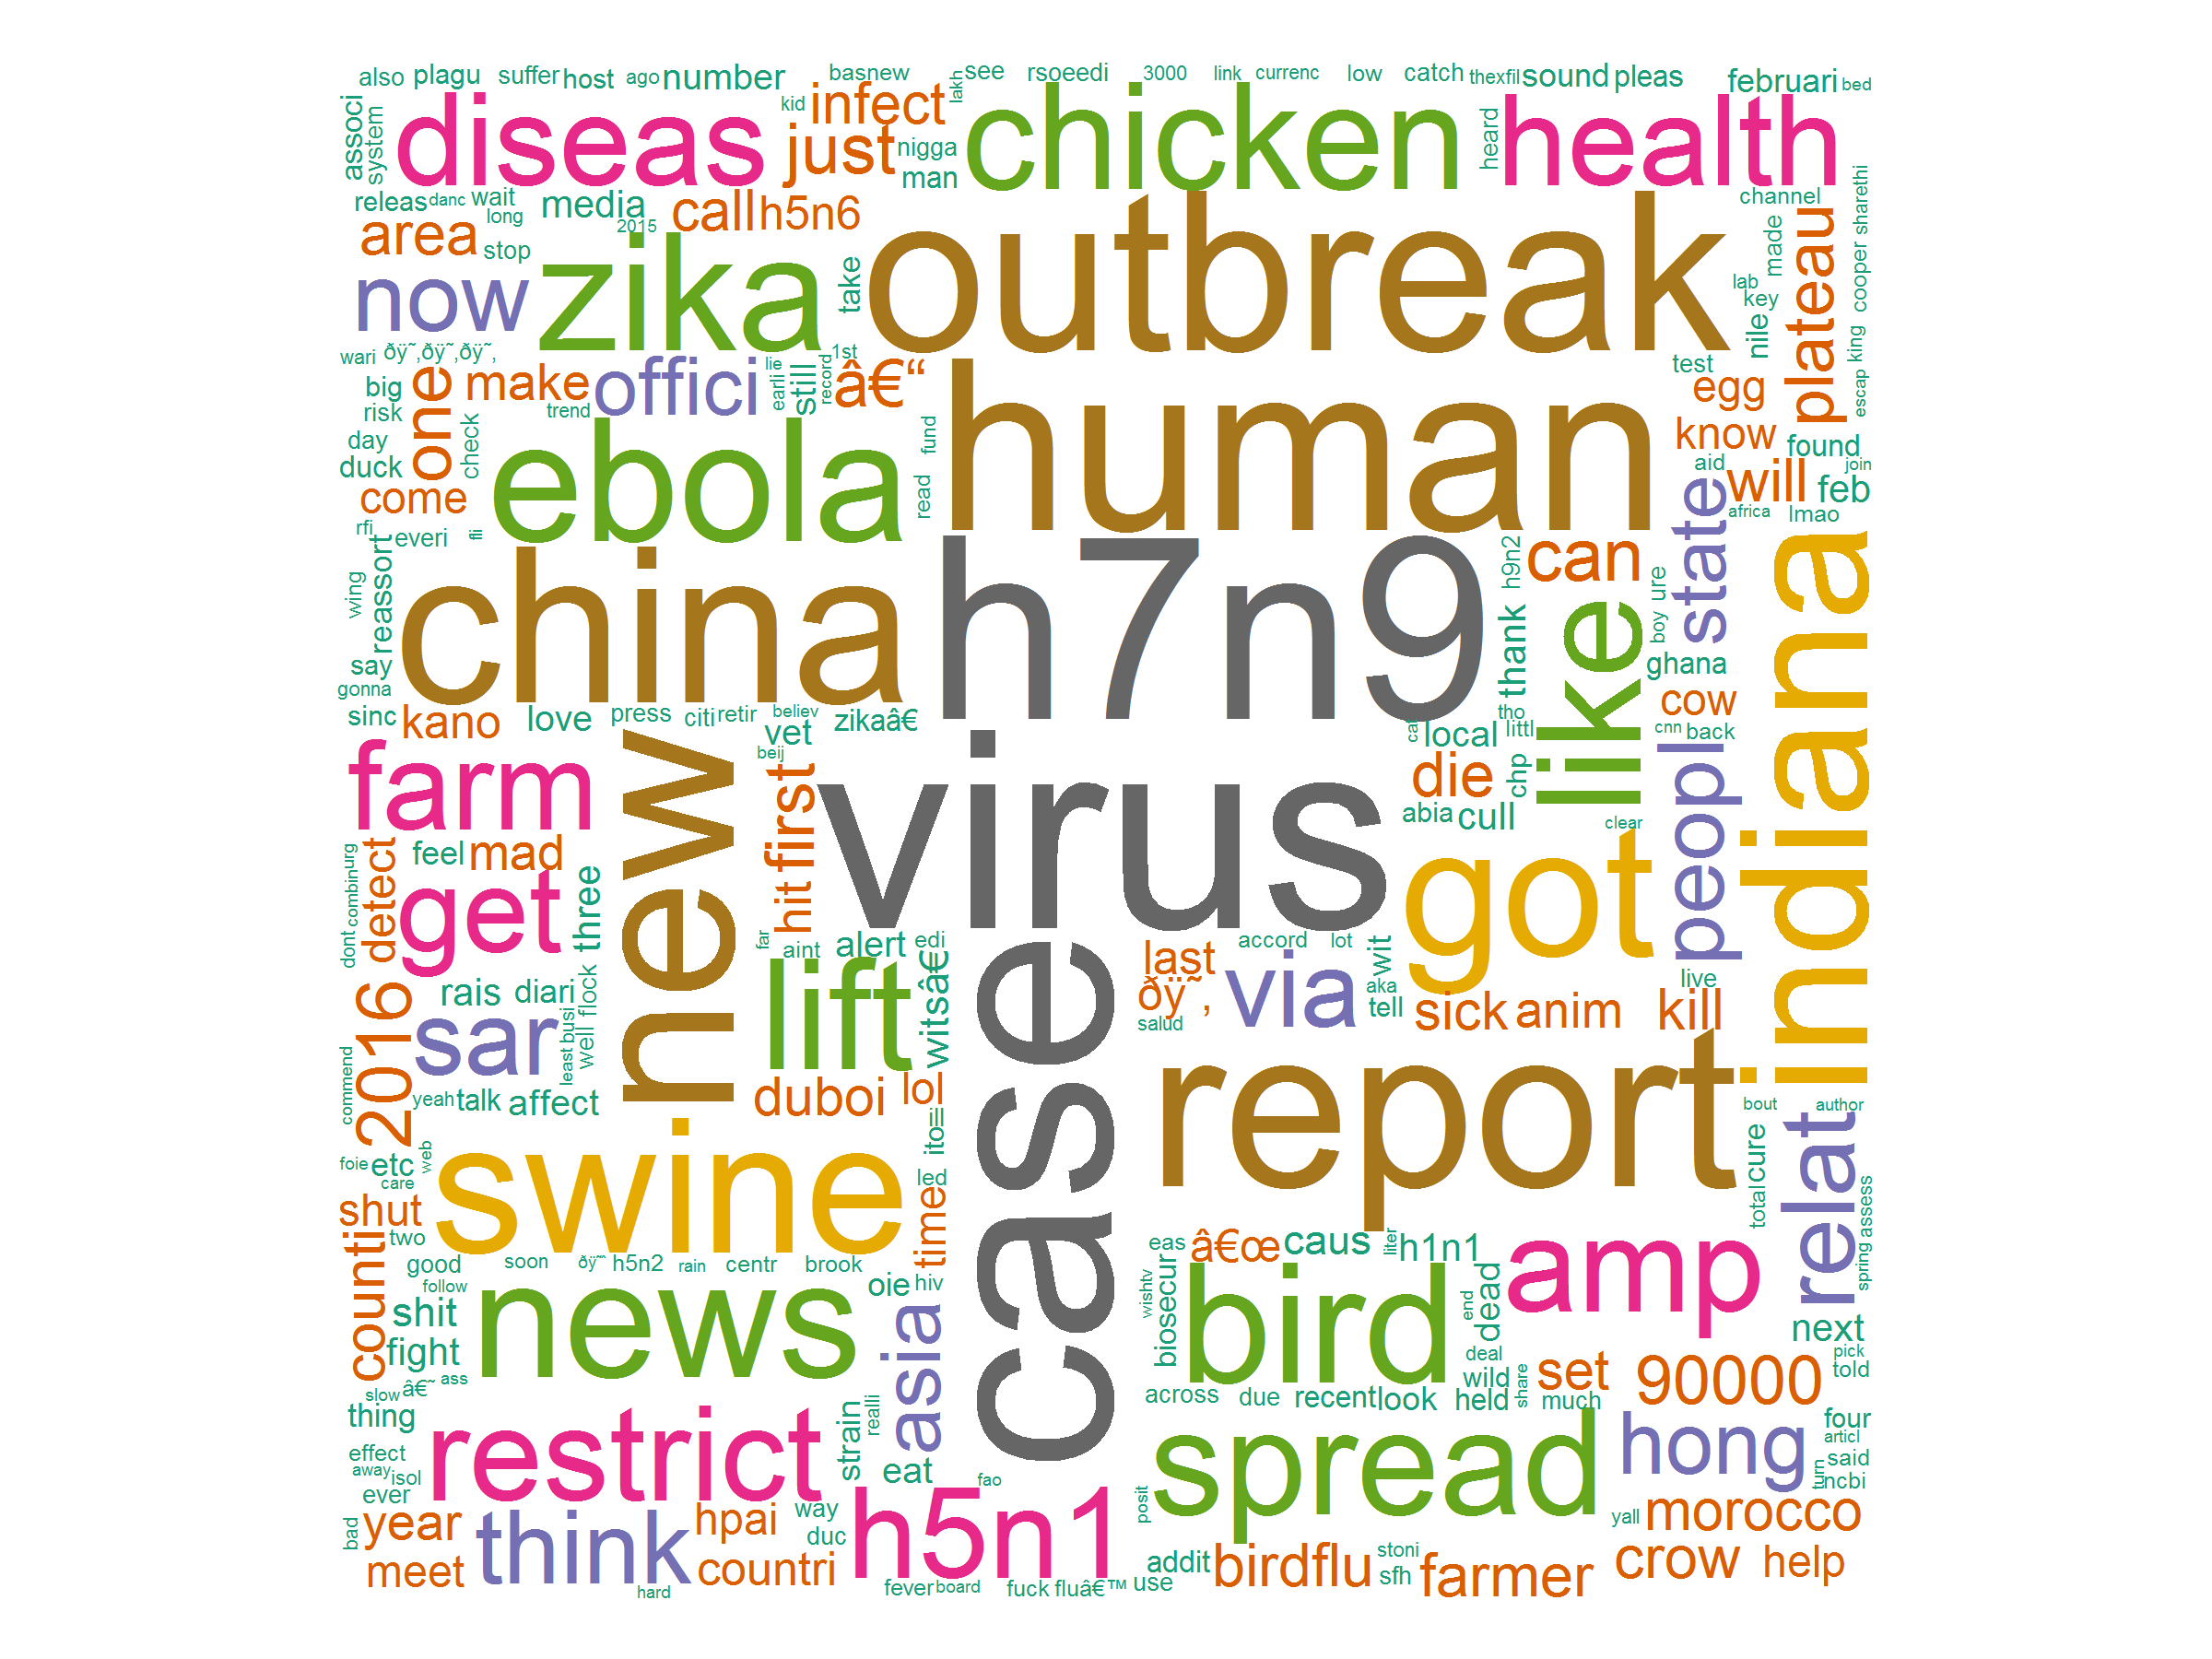 also plagu suffer host ago number basnew lakh see rsoeedi 3000 link currenc low catch thexfil sound pleas februari bed
associ system diseas kid infect just nigga man chicken heard health
releas danc wait long media call h5n6 2015 channel sharethi
area stop now zika take outbreak made plateau lab key nile cooper king escap
wari ðÿ˜‚ðÿ˜‚ðÿ˜‚ big risk one make offici lie earli still record 1st â€“ human test egg
day duck check trend ebola fund read know found join
come aid will feb africa lmao state indiana
rfi everi fii china h7n9 h9n2 can ure boy
wing reassort say gonna thank like ghana cow
sinc kano love press citi retir believ vet zikaâ€ tho littl cat local cnn back
farm new beij hit first virus die chp abia cull clear peopl
feel mad detect combin urg dont get three far aint alert edi got
rais diari well flock busi least lift witsâ€ case last accord lot via wit aka tell live
2016 sar ðÿ˜‚ salud sick anim kill
commend yeah talk affect duboi lol itoiii report bout author
foie etc care web swine led time total cure relat assess spring
shut two counti good follow soon ðÿ˜ h5n2 rain centr brook oie hiv eas â€œ caus liter h1n1 amp
shit fight news asia wishtv biosecur bird end dead deal wild next pick told
slow â€˜ ass thing across due recent look held share much set 90000
effect away isol ever restrict strain realli eat fao spread hong four articl said turn ncbi
bad year think hpai way duc h5n1 posit yall morocco
meet hard countri fever board fuck fluâ€™ use addit birdflu stoni sfh farmer crow help